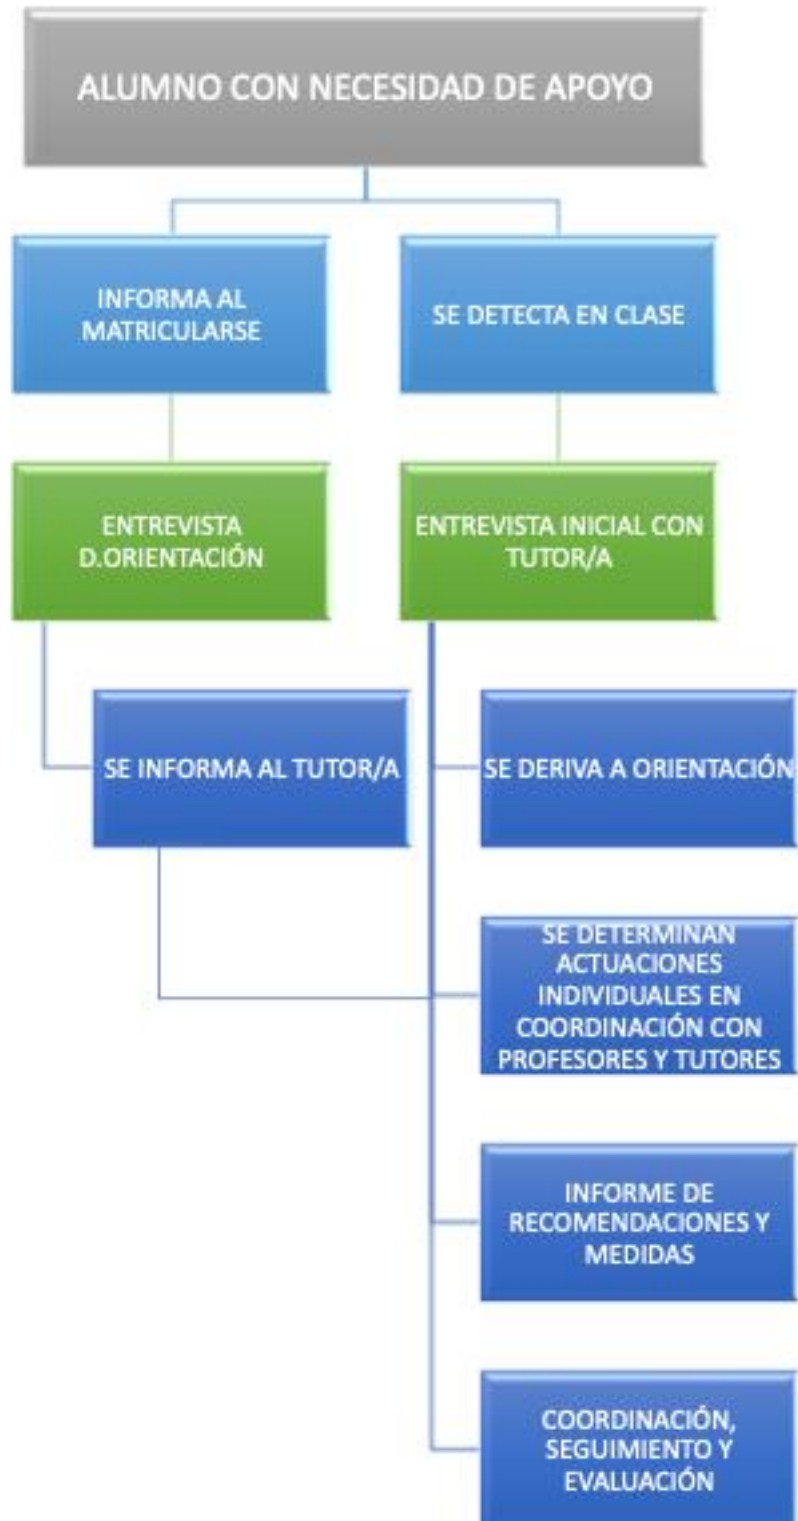 ALUMNO CON NECESIDAD DE APOYO
INFORMA AL
MATRICULARSE
SE DETECTA EN CLASE
ENTREVISTA
D.ORIENTACIÓN
ENTREVISTA INICIAL CON
TUTOR/A
SE INFORMA AL TUTOR/A
SE DERIVA A ORIENTACIÓN
SE DETERMINAN
ACTUACIONES
INDIVIDUALES EN
COORDINACIÓN CON
PROFESORES Y TUTORES
INFORME DE
RECOMENDACIONES Y
MEDIDAS
COORDINACIÓN,
SEGUIMIENTO Y
EVALUACIÓN